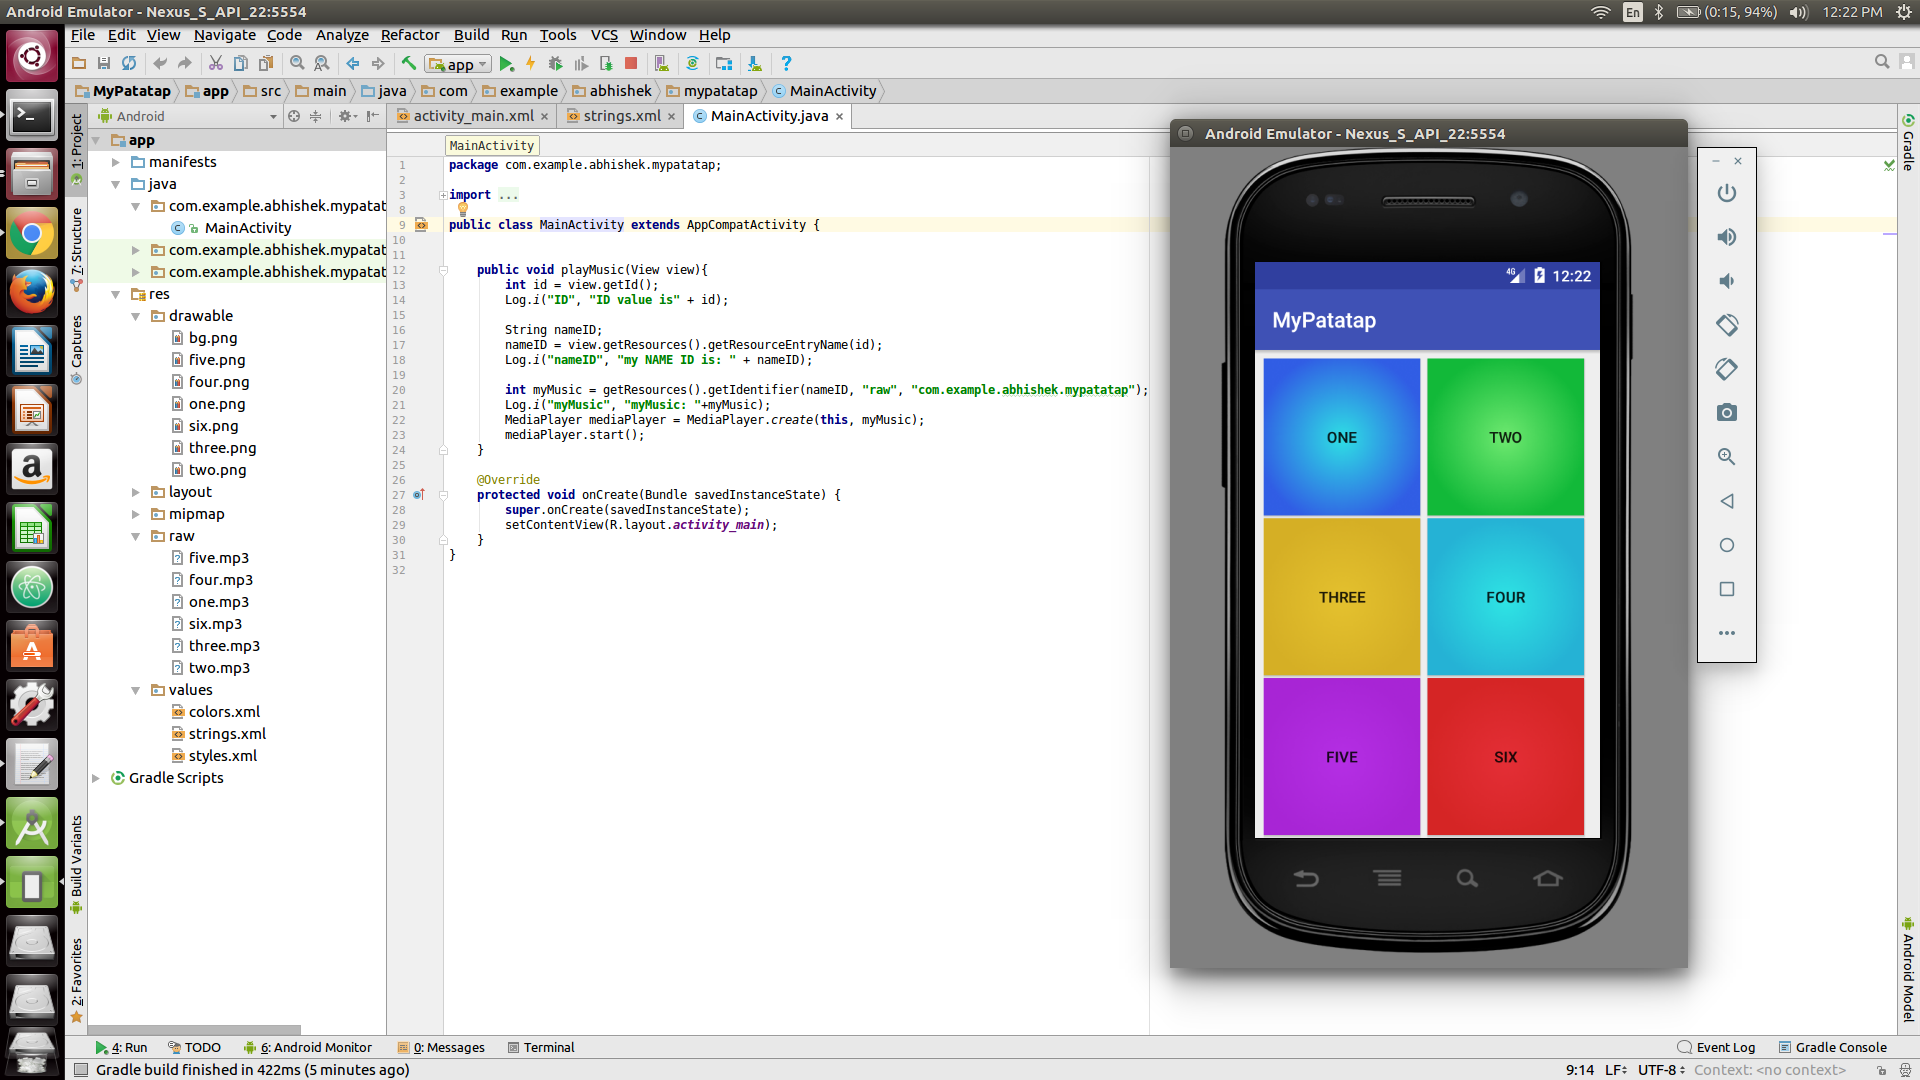 Android Emulator - Nexus_S_API_22:5554
En (0:15, 94%) 12:22 PM
File Edit View Navigate Code Analyze Refactor Build Run Tools VCS Window Help
app
MyPatatap app src main java com example abhishek mypatatap MainActivity
Android
activity_main.xml × strings.xml × MainActivity.java ×
1: Project
7: Structure
Captures
Build Variants
2: Favorites
app
manifests
java
com.example.abhishek.mypatat
MainActivity
com.example.abhishek.mypatat
com.example.abhishek.mypatat
res
drawable
bg.png
five.png
four.png
one.png
six.png
three.png
two.png
layout
mipmap
raw
five.mp3
four.mp3
one.mp3
six.mp3
three.mp3
two.mp3
values
colors.xml
strings.xml
styles.xml
Gradle Scripts
MainActivity
1 package com.example.abhishek.mypatatap;
2
3 import ...
8
9 public class MainActivity extends AppCompatActivity {
10
11
12 public void playMusic(View view){
13 int id = view.getId();
14 Log.i("ID", "ID value is" + id);
15
16 String nameID;
17 nameID = view.getResources().getResourceEntryName(id);
18 Log.i("nameID", "my NAME ID is: " + nameID);
19
20 int myMusic = getResources().getIdentifier(nameID, "raw", "com.example.abhishek.mypatatap");
21 Log.i("myMusic", "myMusic: "+myMusic);
22 MediaPlayer mediaPlayer = MediaPlayer.create(this, myMusic);
23 mediaPlayer.start();
24 }
25
26 @Override
27 protected void onCreate(Bundle savedInstanceState) {
28 super.onCreate(savedInstanceState);
29 setContentView(R.layout.activity_main);
30 }
31 }
32
Android Emulator - Nexus_S_API_22:5554
4G 12:22
MyPatatap
ONE TWO
THREE FOUR
FIVE SIX
Gradle
Android Model
4: Run TODO 6: Android Monitor 0: Messages Terminal Event Log Gradle Console
Gradle build finished in 422ms (5 minutes ago) 9:14 LF UTF-8 Context: <no context>